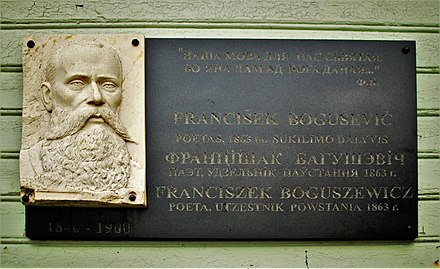 "НАША МОВА ДЛЯ НАС СВЯТАЯ,
БО ЯНА НАМ АД БОГА ДАНАЯ..."
Ф.Б.
FRANCIŠEK BOGUŠEVIČ
POETAS, 1863 m. SUKILIMO DALYVIS
ФРАНЦІШАК БАГУШЭВІЧ
ПАЭТ, УДЗЕЛЬНІК ПАЎСТАННЯ 1863 г.
FRANCISZEK BOGUSZEWICZ
POETA, UCZESTNIK POWSTANIA 1863 r.
1840 - 1900